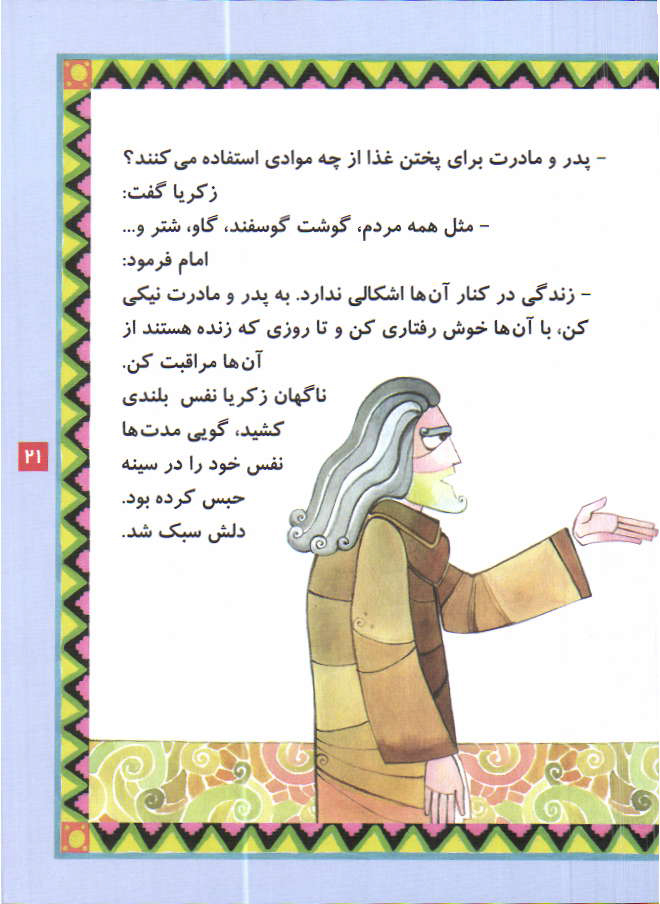 – پدر و مادرت برای پختن غذا از چه موادی استفاده می‌کنند؟
زکریا گفت:
– مثل همه مردم، گوشت گوسفند، گاو، شتر و...
امام فرمود:
– زندگی در کنار آن‌ها اشکالی ندارد. به پدر و مادرت نیکی
کن، با آن‌ها خوش رفتاری کن و تا روزی که زنده هستند از
آن‌ها مراقبت کن.
ناگهان زکریا نفس بلندی
کشید، گویی مدت‌ها
نفس خود را در سینه
حبس کرده بود.
دلش سبک شد.
۲۱